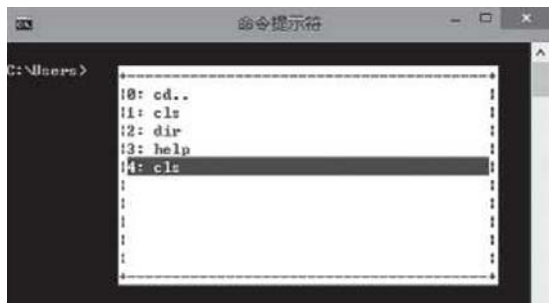 命令提示符
C:\Users>
0: cd..
1: cls
2: dir
3: help
4: cls